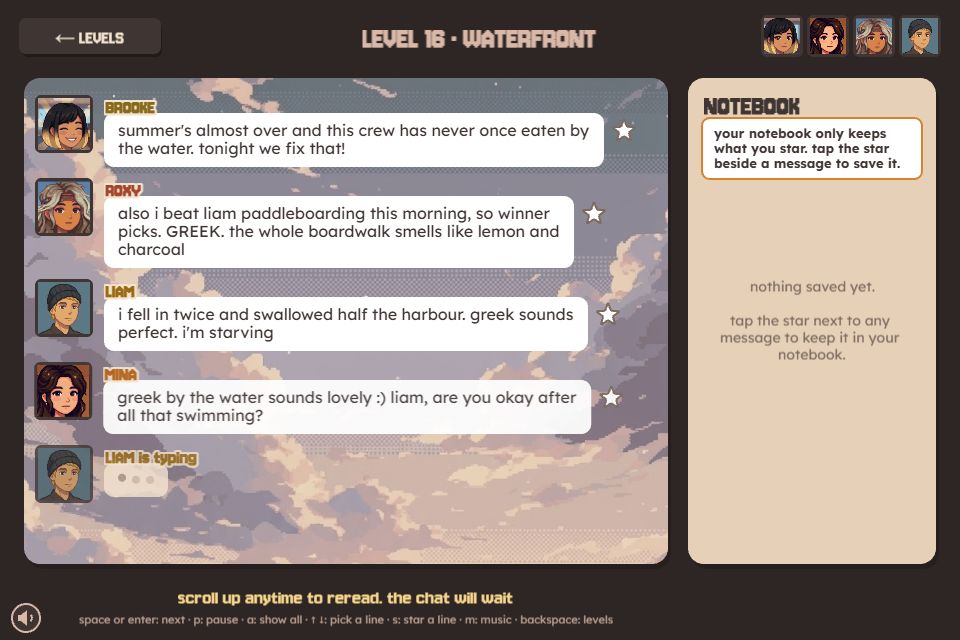 ← LEVELS
LEVEL 16 · WATERFRONT
BROOKE
summer's almost over and this crew has never once eaten by
the water. tonight we fix that!
ROXY
also i beat liam paddleboarding this morning, so winner
picks. GREEK. the whole boardwalk smells like lemon and
charcoal
LIAM
i fell in twice and swallowed half the harbour. greek sounds
perfect. i'm starving
MINA
greek by the water sounds lovely :) liam, are you okay after
all that swimming?
LIAM is typing
NOTEBOOK
your notebook only keeps
what you star. tap the star
beside a message to save it.
nothing saved yet.
tap the star next to any
message to keep it in your
notebook.
scroll up anytime to reread. the chat will wait
space or enter: next · p: pause · a: show all · ↑ ↓: pick a line · s: star a line · m: music · backspace: levels